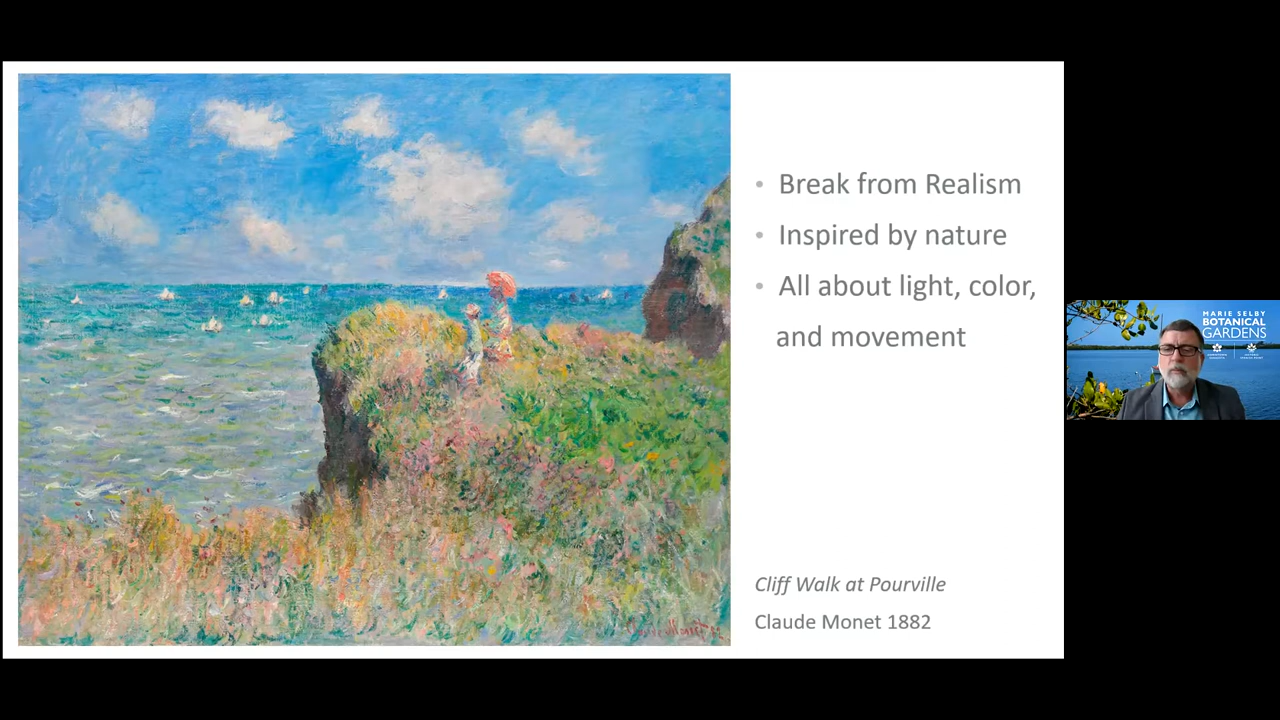 • Break from Realism
• Inspired by nature
• All about light, color,
and movement
Cliff Walk at Pourville
Claude Monet 1882
MARIE SELBY
BOTANICAL
GARDENS